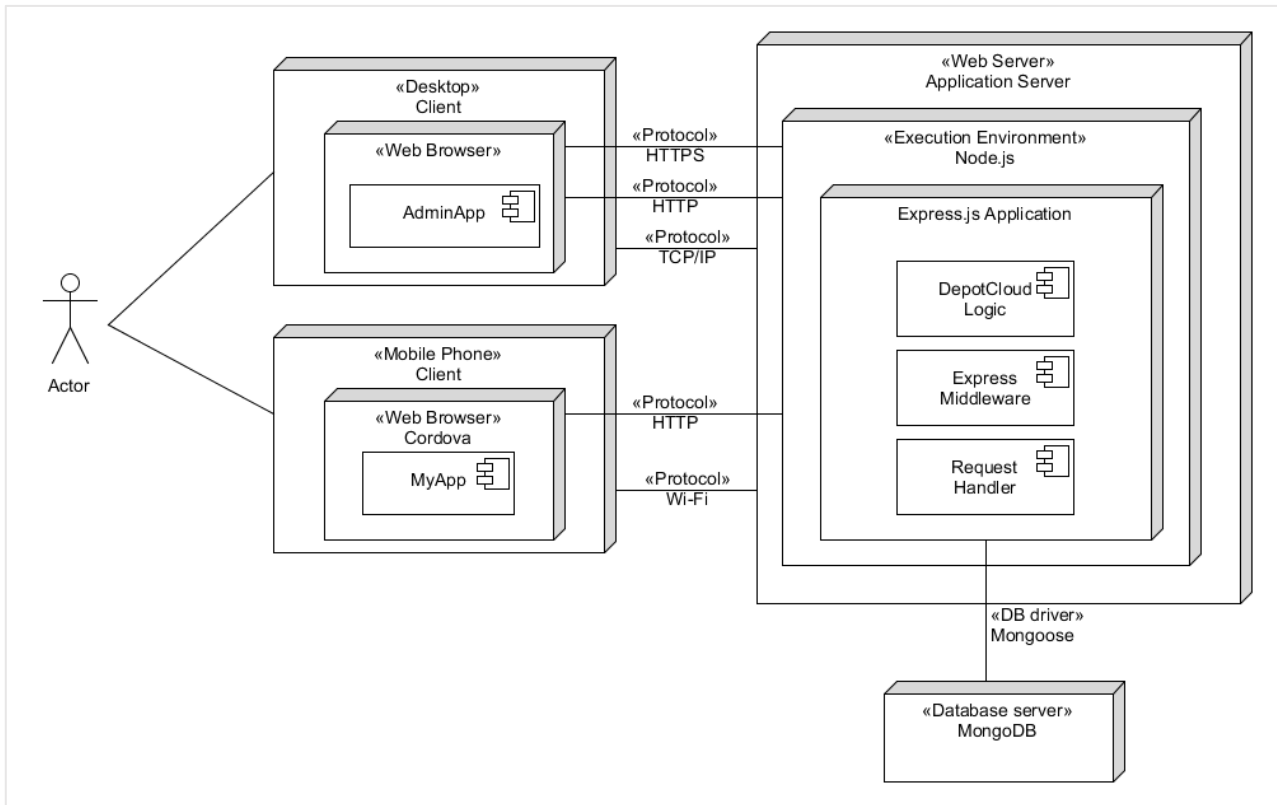 Actor
«Desktop»
Client
«Web Browser»
AdminApp
«Mobile Phone»
Client
«Web Browser»
Cordova
MyApp
«Protocol»
HTTPS
«Protocol»
HTTP
«Protocol»
TCP/IP
«Protocol»
HTTP
«Protocol»
Wi-Fi
«Web Server»
Application Server
«Execution Environment»
Node.js
Express.js Application
DepotCloud
Logic
Express
Middleware
Request
Handler
«DB driver»
Mongoose
«Database server»
MongoDB